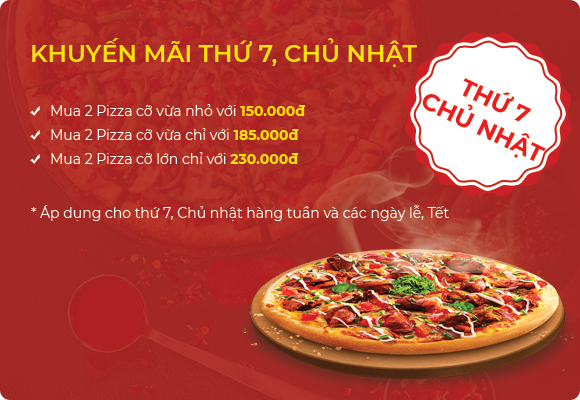 KHUYẾN MÃI THỨ 7, CHỦ NHẬT
THỨ 7
CHỦ NHẬT
Mua 2 Pizza cỡ vừa nhỏ với 150.000đ
Mua 2 Pizza cỡ vừa chỉ với 185.000đ
Mua 2 Pizza cỡ lớn chỉ với 230.000đ
* Áp dụng cho thứ 7, Chủ nhật hàng tuần và các ngày lễ, Tết